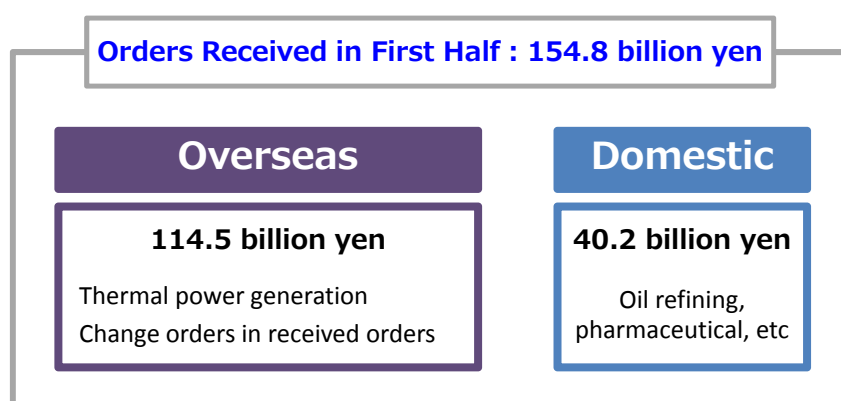 Orders Received in First Half : 154.8 billion yen
Overseas
114.5 billion yen
Thermal power generation
Change orders in received orders
Domestic
40.2 billion yen
Oil refining,
pharmaceutical, etc